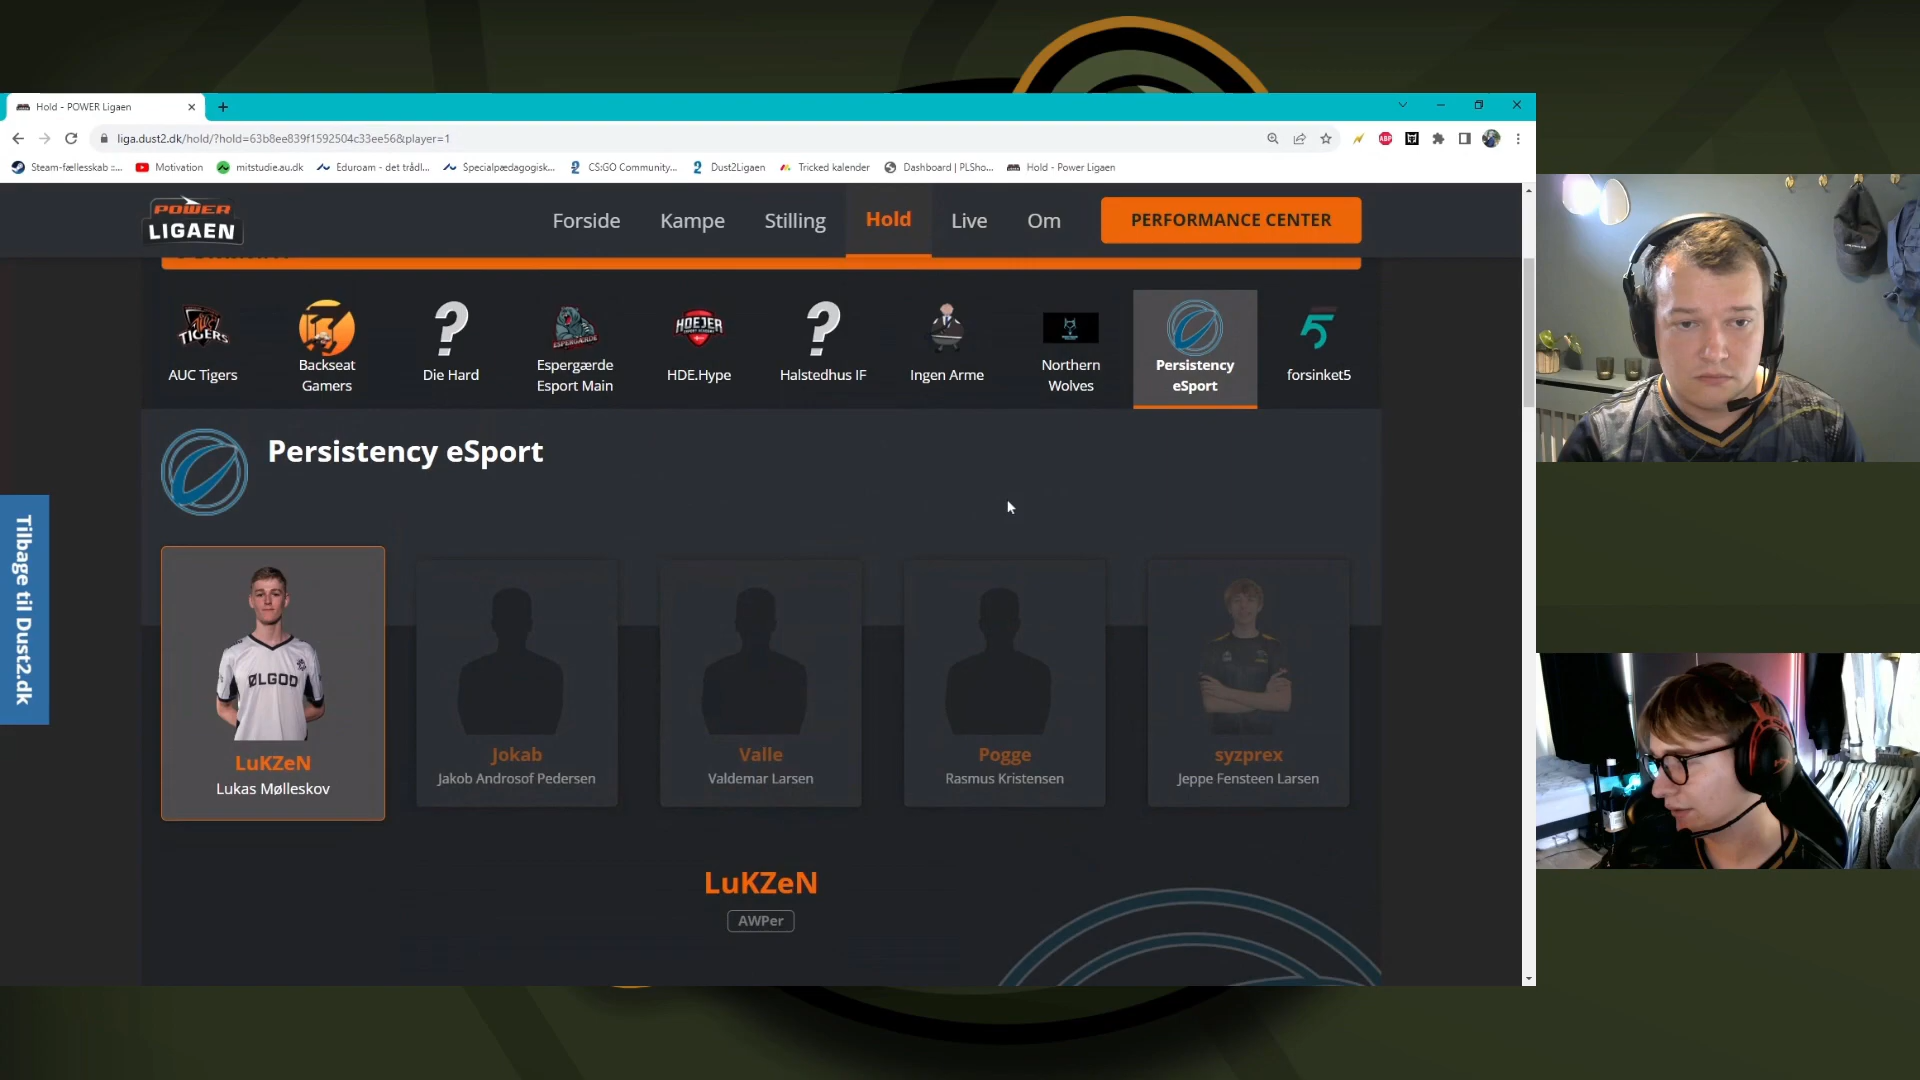 Hold - POWER Ligaen
liga.dust2.dk/hold/?hold=63b8ee839f1592504c33ee56&player=1
ABP
Steam-fællesskab ::... Motivation mitstudie.au.dk Eduroam - det trådl... Specialpædagogisk... CS:GO Community... Dust2Ligaen Tricked kalender Dashboard | PLSho... Hold - Power Ligaen
POWER
LIGAEN
Forside Kampe Stilling Hold Live Om PERFORMANCE CENTER
TIGERS
HOEJER
ESPERGÆRDE
AUC Tigers
Backseat
Gamers
Die Hard
Espergærde
Esport Main
HDE.Hype
Halstedhus IF
Ingen Arme
Northern
Wolves
Persistency
eSport
forsinket5
Persistency eSport
Tilbage til Dust2.dk
ØLGOD
LuKZeN
Lukas Mølleskov
Jokab
Jakob Androsof Pedersen
Valle
Valdemar Larsen
Pogge
Rasmus Kristensen
syzprex
Jeppe Fensteen Larsen
LuKZeN
AWPer